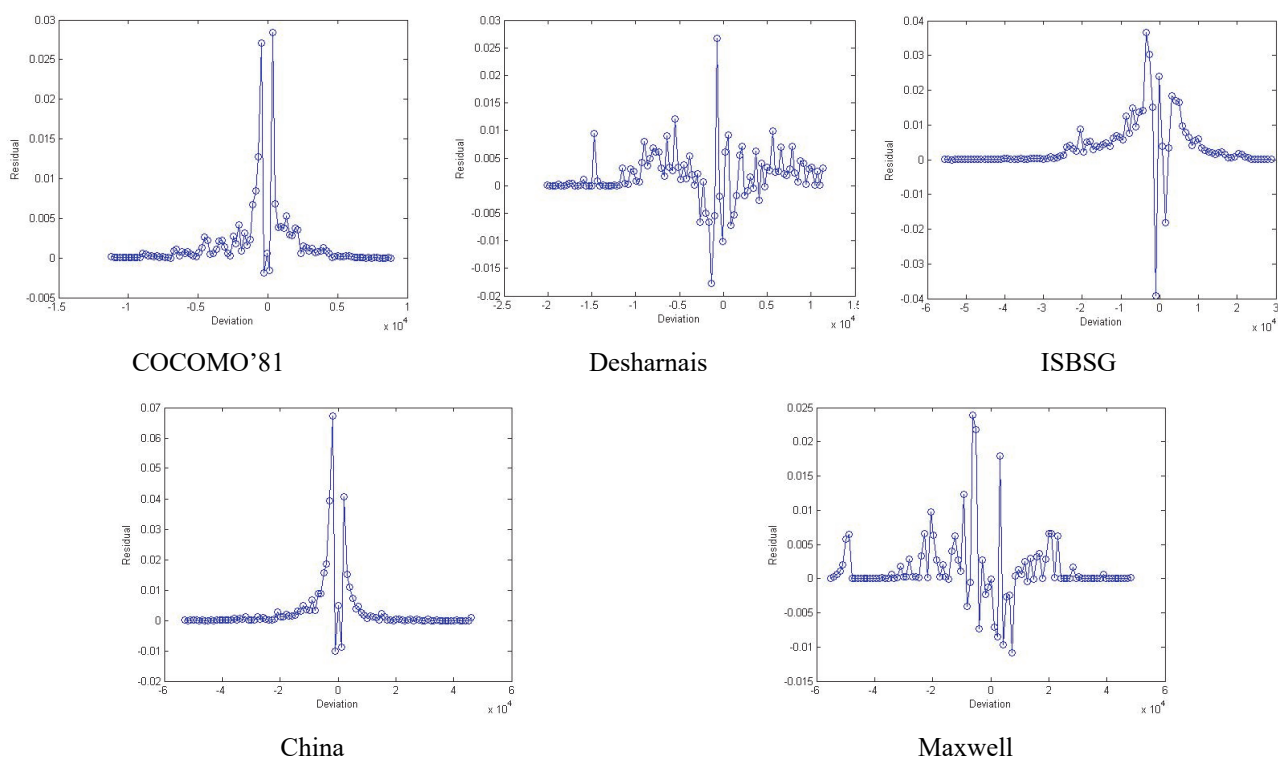 0.03
0.025
0.02
0.015
0.01
0.005
0
-0.005
Residual
-1.5 -1 -0.5 0 0.5 1
Deviation
x 10^4
COCOMO’81
0.03
0.025
0.02
0.015
0.01
0.005
0
-0.005
-0.01
-0.015
-0.02
Residual
-2.5 -2 -1.5 -1 -0.5 0 0.5 1 1.5
Deviation
x 10^4
Desharnais
0.04
0.03
0.02
0.01
0
-0.01
-0.02
-0.03
-0.04
Residual
-6 -5 -4 -3 -2 -1 0 1 2 3
Deviation
x 10^4
ISBSG
0.07
0.06
0.05
0.04
0.03
0.02
0.01
0
-0.01
-0.02
Residual
-6 -4 -2 0 2 4 6
Deviation
x 10^4
China
0.025
0.02
0.015
0.01
0.005
0
-0.005
-0.01
-0.015
Residual
-6 -4 -2 0 2 4 6
Deviation
x 10^4
Maxwell